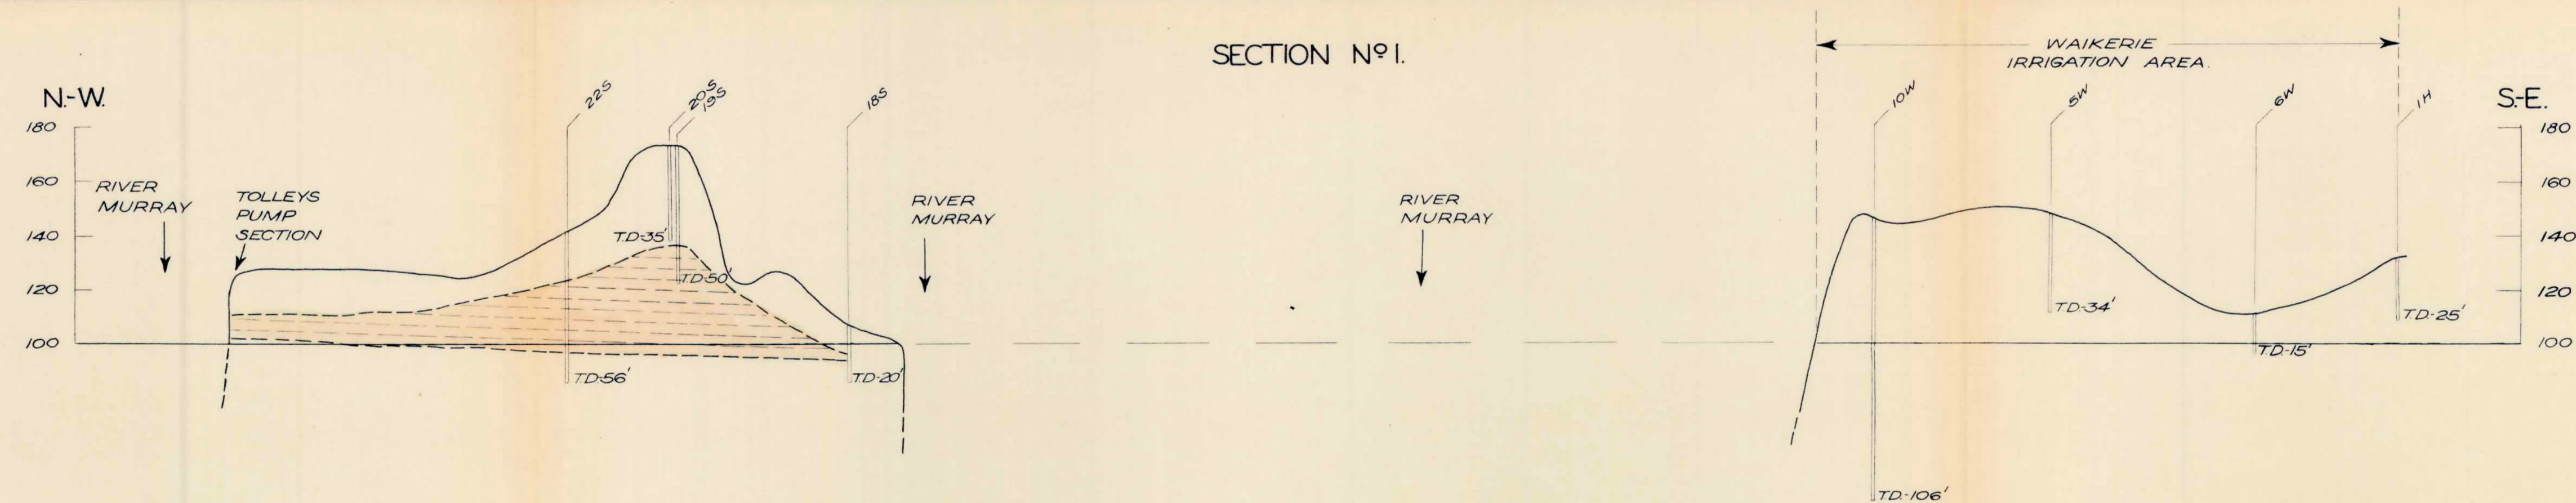 SECTION Nº 1.
WAIKERIE
IRRIGATION AREA.
N.-W.
S.-E.
22S
20S
19S
18S
10W
5W
6W
1H
180
160
140
120
100
RIVER
MURRAY
TOLLEYS
PUMP
SECTION
T.D.-35'
T.D.-50'
T.D.-56'
T.D.-20'
RIVER
MURRAY
RIVER
MURRAY
T.D.-106'
T.D.-34'
T.D.-15'
T.D.-25'
180
160
140
120
100